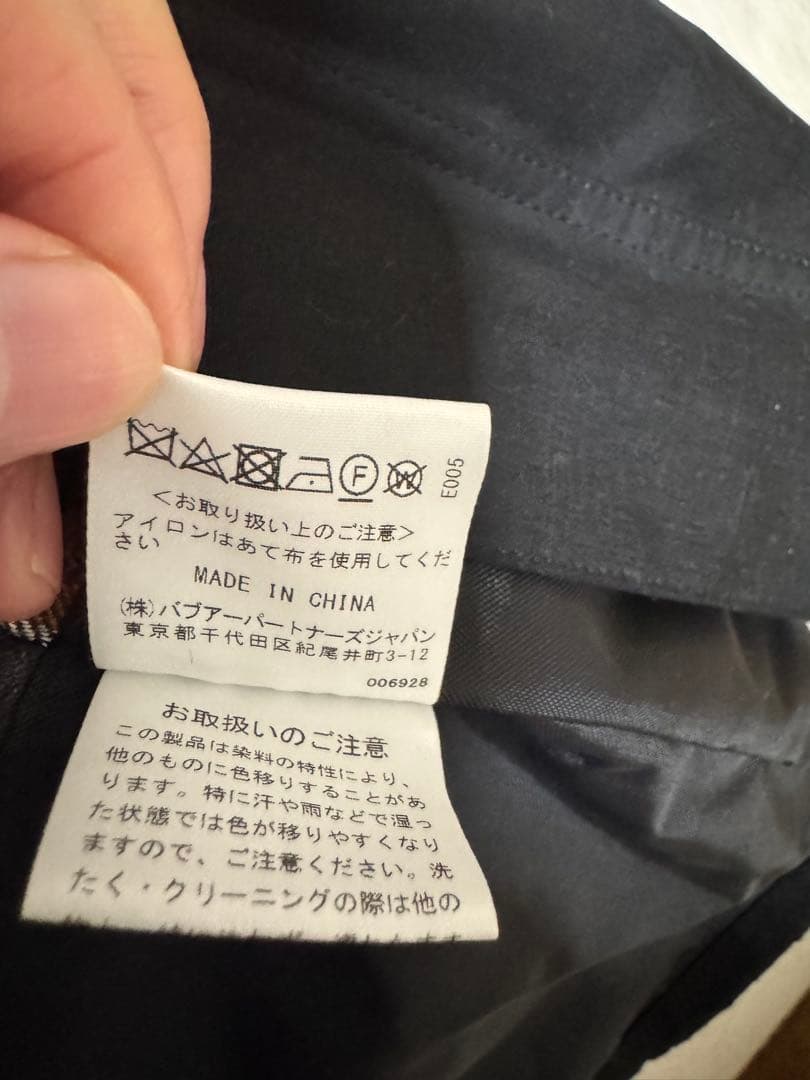 F W E005
<お取り扱い上のご注意>
アイロンはあて布を使用してくだ
さい
MADE IN CHINA
(株)バブアーパートナーズジャパン
東京都千代田区紀尾井町3-12
006928
お取扱いのご注意
この製品は染料の特性により、
他のものに色移りすることがあ
ります。特に汗や雨などで湿っ
た状態では色が移りやすくなり
ますので、ご注意ください。洗
たく・クリーニングの際は他の